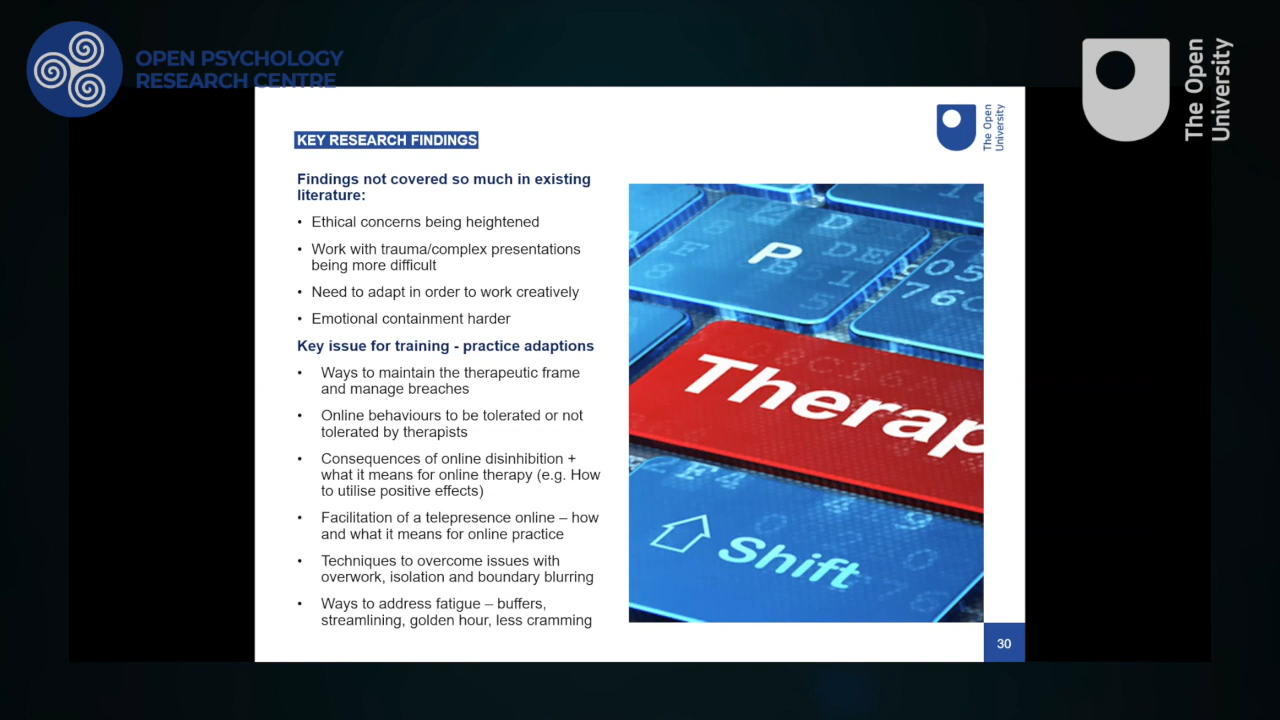 OPEN PSYCHOLOGY
RESEARCH CENTRE
The Open
University
KEY RESEARCH FINDINGS
The Open
University
Findings not covered so much in existing
literature:
• Ethical concerns being heightened
• Work with trauma/complex presentations
being more difficult
• Need to adapt in order to work creatively
• Emotional containment harder
Key issue for training - practice adaptions
• Ways to maintain the therapeutic frame
and manage breaches
• Online behaviours to be tolerated or not
tolerated by therapists
• Consequences of online disinhibition +
what it means for online therapy (e.g. How
to utilise positive effects)
• Facilitation of a telepresence online – how
and what it means for online practice
• Techniques to overcome issues with
overwork, isolation and boundary blurring
• Ways to address fatigue – buffers,
streamlining, golden hour, less cramming
P
Therap
Shift
30